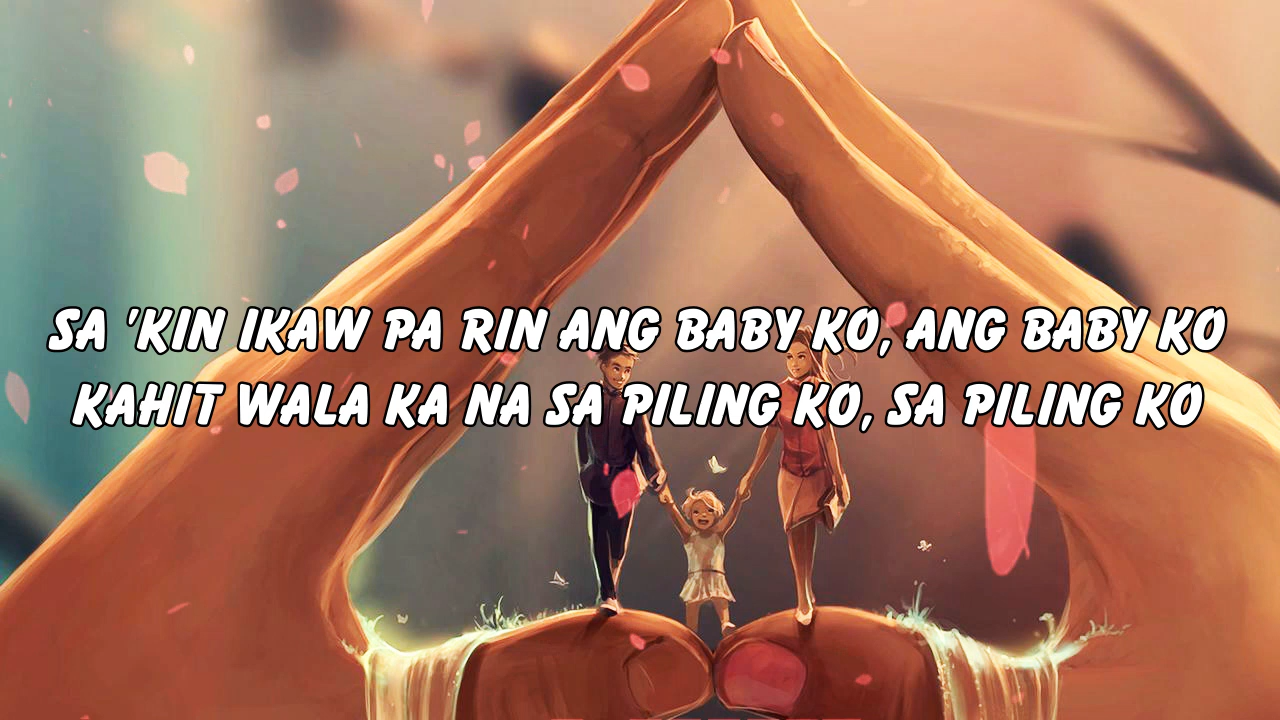 SA 'KIN IKAW PA RIN ANG BABY KO, ANG BABY KO
KAHIT WALA KA NA SA PILING KO, SA PILING KO